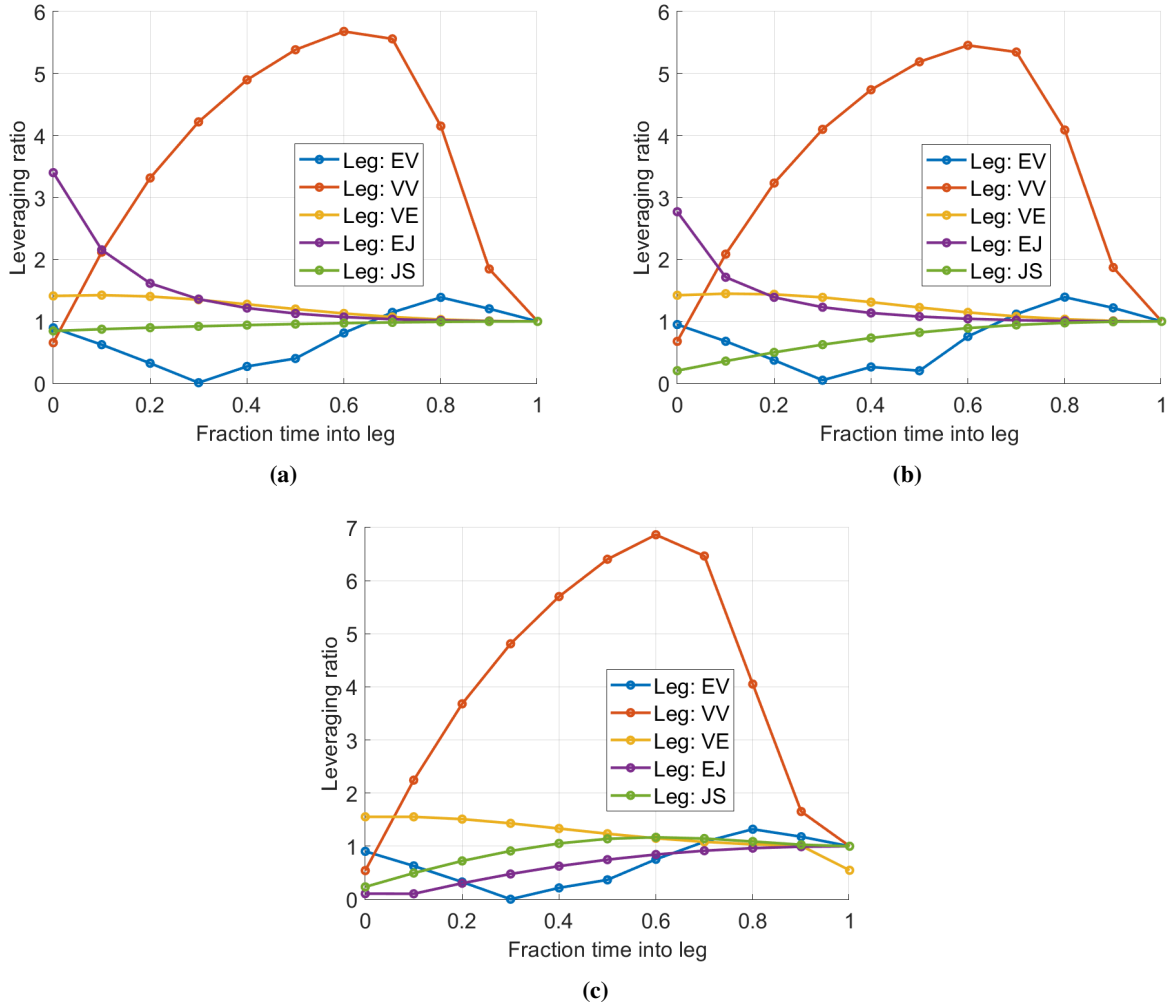 6
5
4
3
2
1
0
Leveraging ratio
Leg: EV
Leg: VV
Leg: VE
Leg: EJ
Leg: JS
0 0.2 0.4 0.6 0.8 1
Fraction time into leg
(a)
6
5
4
3
2
1
0
Leveraging ratio
Leg: EV
Leg: VV
Leg: VE
Leg: EJ
Leg: JS
0 0.2 0.4 0.6 0.8 1
Fraction time into leg
(b)
7
6
5
4
3
2
1
0
Leveraging ratio
Leg: EV
Leg: VV
Leg: VE
Leg: EJ
Leg: JS
0 0.2 0.4 0.6 0.8 1
Fraction time into leg
(c)